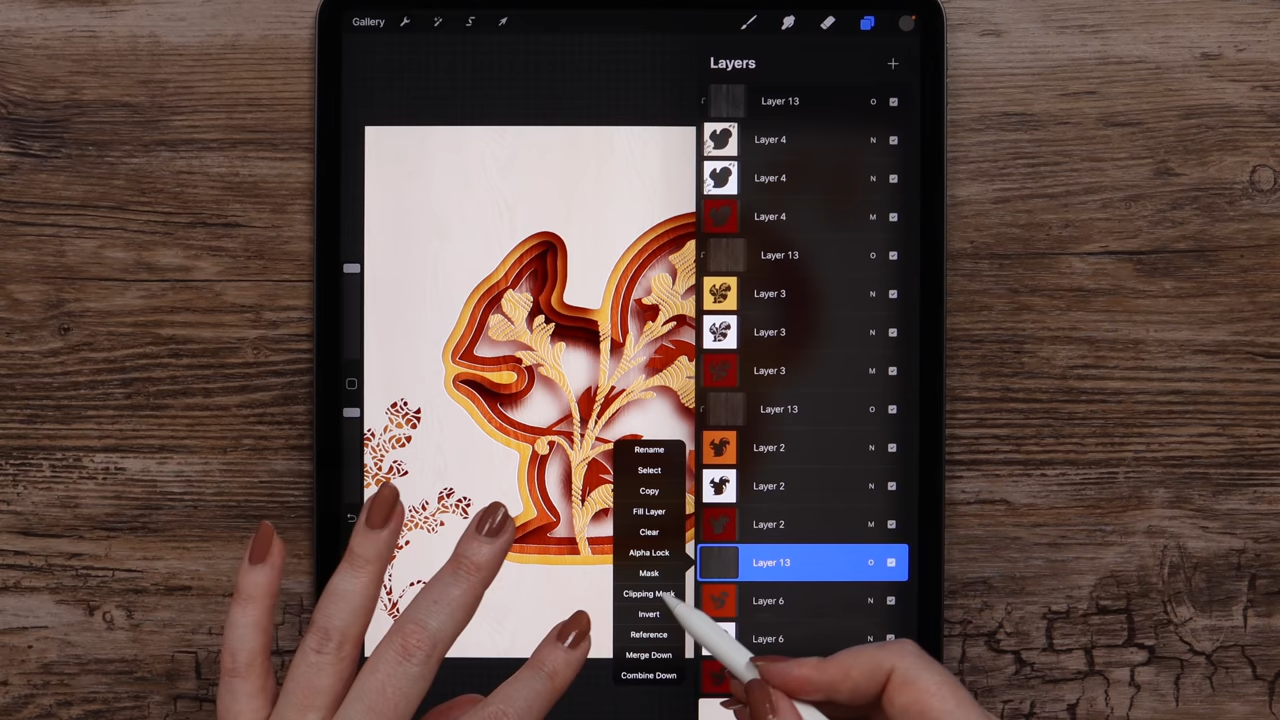 Gallery
Layers
Layer 13 O
Layer 4 N
Layer 4 N
Layer 4 M
Layer 13 O
Layer 3 N
Layer 3 N
Layer 3 M
Layer 13 O
Layer 2 N
Layer 2 N
Layer 2 M
Layer 13 O
Layer 6 N
Layer 6 N
Rename
Select
Copy
Fill Layer
Clear
Alpha Lock
Mask
Clipping Mask
Invert
Reference
Merge Down
Combine Down